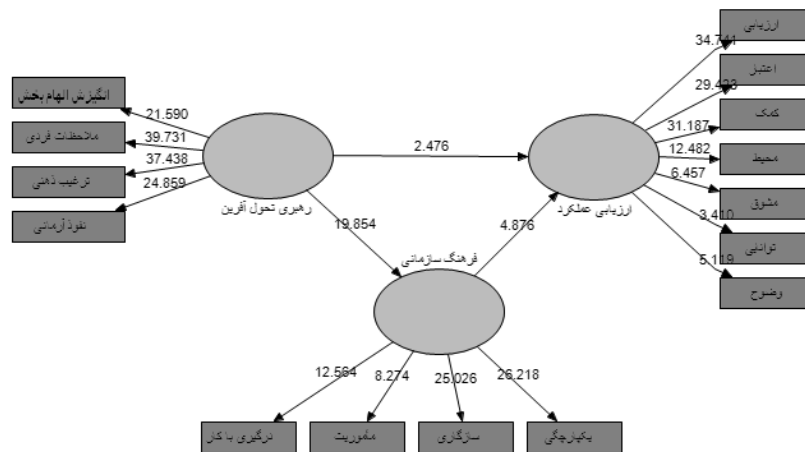 ارزیابی
34.741
اعتبار
29.423
انگیزش الهام بخش
21.590
کمک
31.187
ملاحظات فردی
39.731
2.476
12.482
محیط
ترغیب ذهنی
37.438
6.457
مشوق
24.859
نفوذ آرمانی
رهبری تحول آفرین
ارزیابی عملکرد
3.410
توانایی
19.854
4.876
5.119
وضوح
فرهنگ سازمانی
12.564
8.274
25.026
26.218
درگیری با کار
ماموریت
سازگاری
یکپارچگی